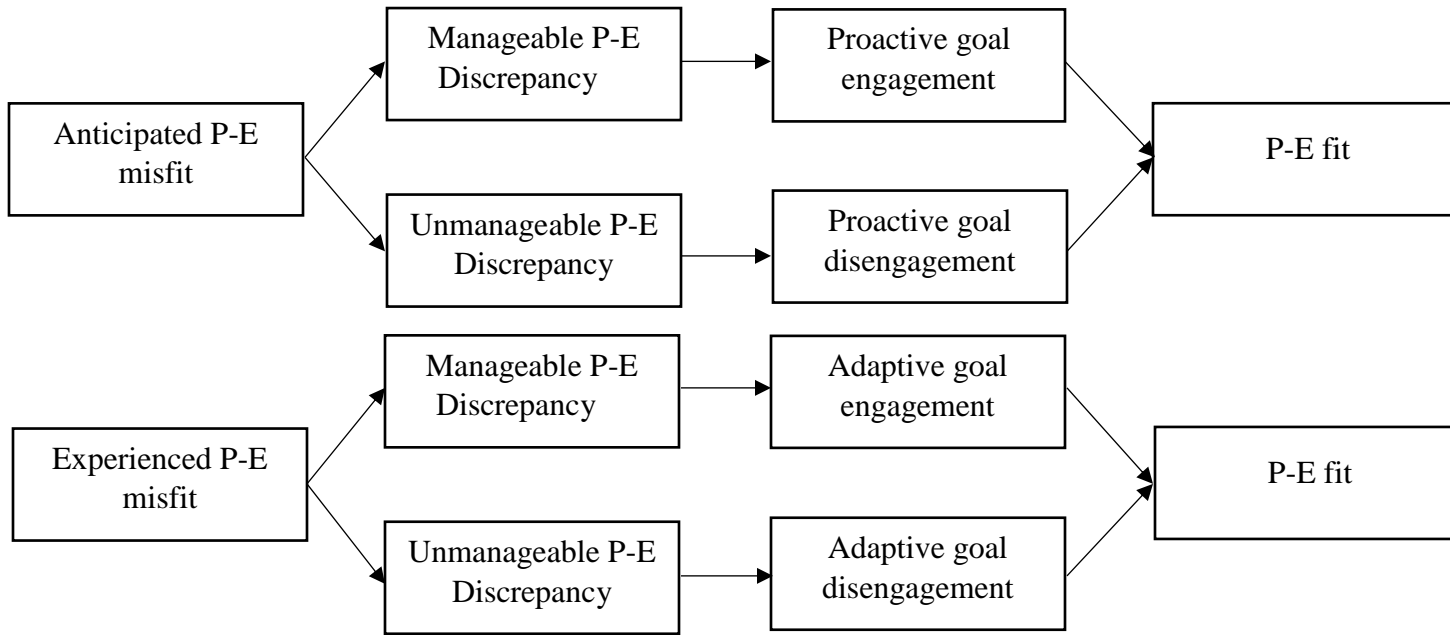 Manageable P-E
Discrepancy
Proactive goal
engagement
Anticipated P-E
misfit
P-E fit
Unmanageable P-E
Discrepancy
Proactive goal
disengagement
Manageable P-E
Discrepancy
Adaptive goal
engagement
Experienced P-E
misfit
P-E fit
Unmanageable P-E
Discrepancy
Adaptive goal
disengagement